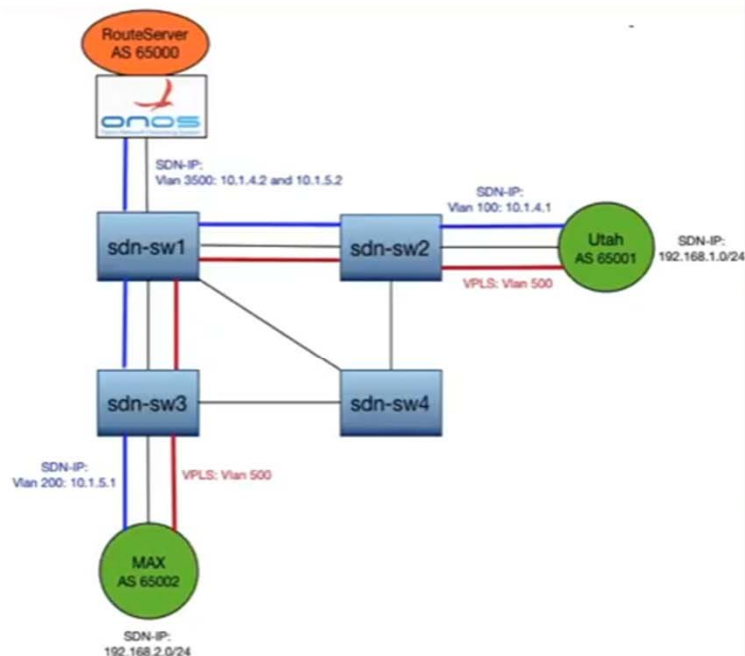 RouteServer
AS 65000
onos
SDN-IP:
Vlan 3500: 10.1.4.2 and 10.1.5.2
SDN-IP:
Vlan 100: 10.1.4.1
sdn-sw1
sdn-sw2
Utah
AS 65001
SDN-IP:
192.168.1.0/24
VPLS: Vlan 500
sdn-sw3
sdn-sw4
SDN-IP:
Vlan 200: 10.1.5.1
VPLS: Vlan 500
MAX
AS 65002
SDN-IP:
192.168.2.0/24